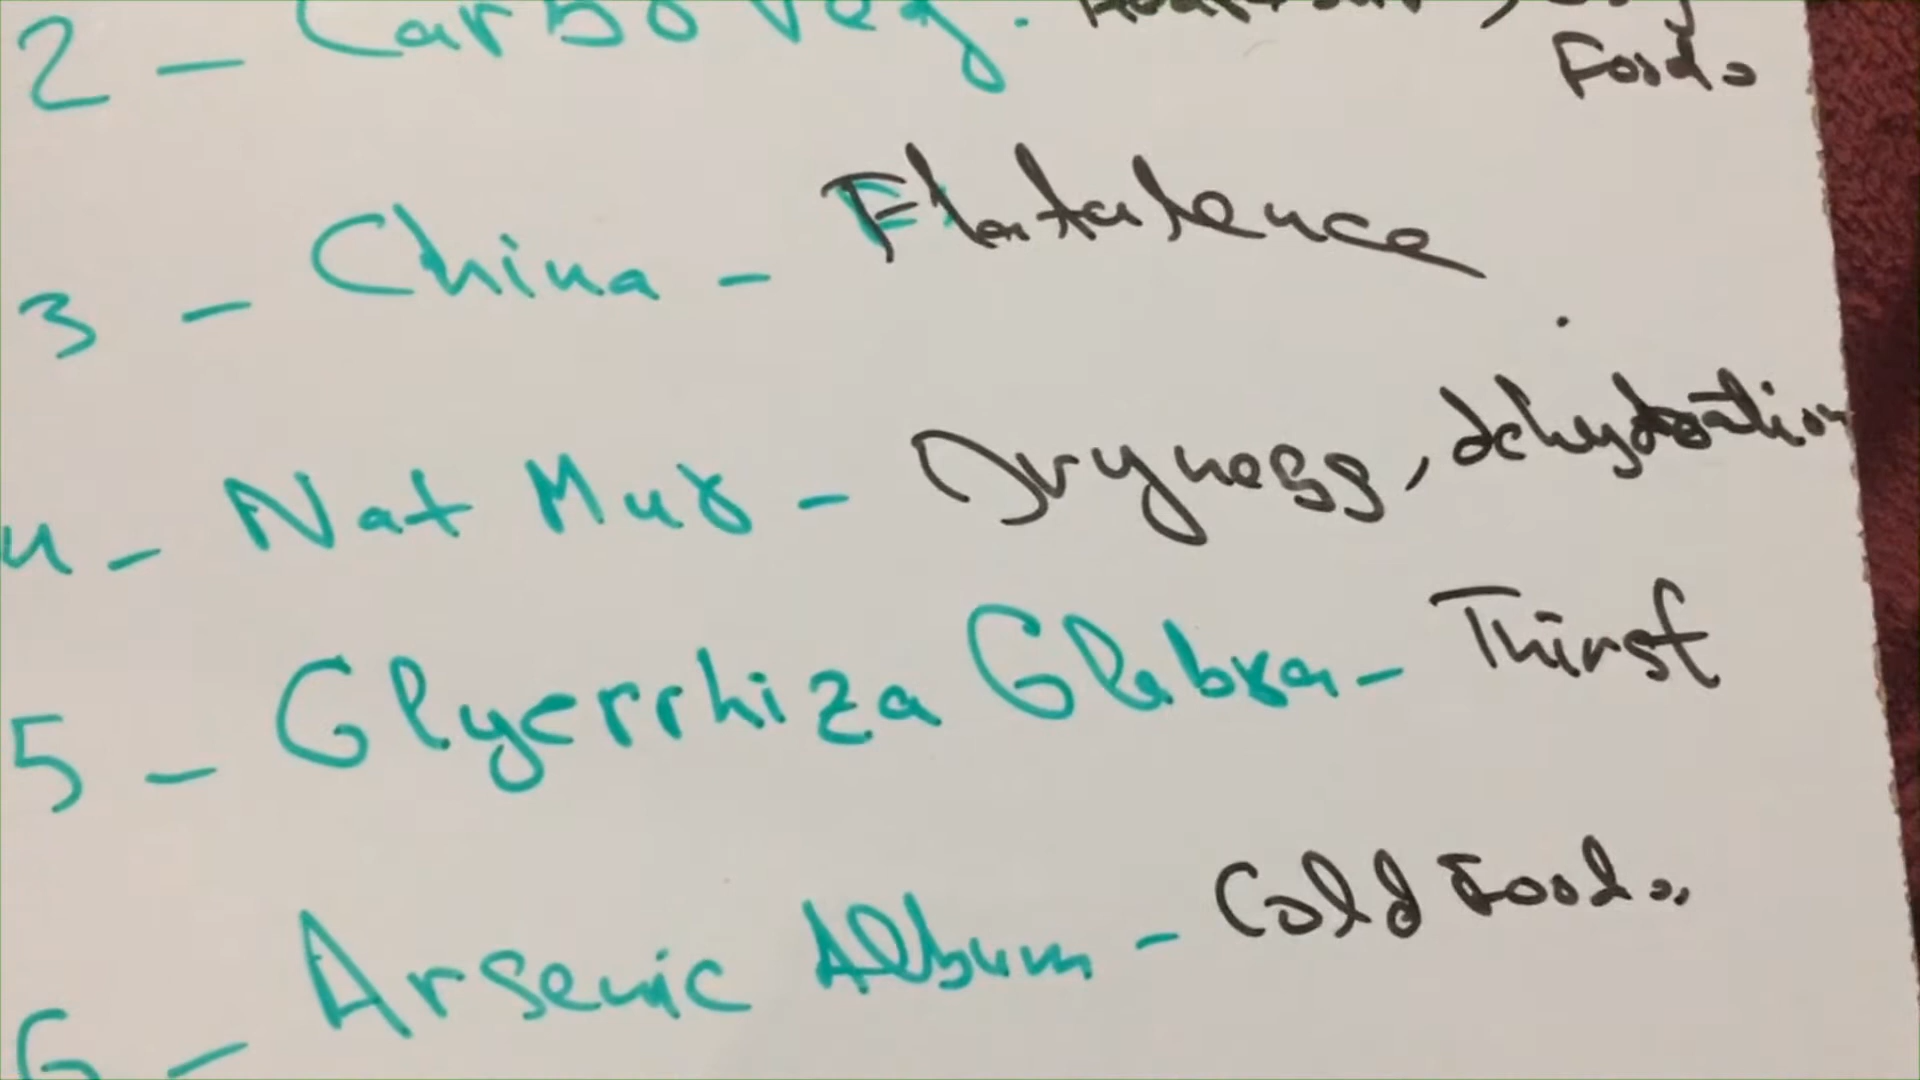 2 - Carbo Veg.
Food.
3 - China - Flatulence
4 - Nat Mur - Dryness, dehydration
5 - Glyerrhiza Glabra - Thirst
6 - Arsenic Album - Cold Food..